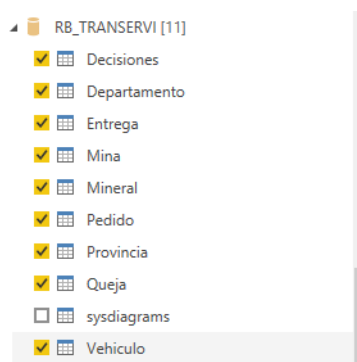 RB_TRANSERVI [11]
Decisiones
Departamento
Entrega
Mina
Mineral
Pedido
Provincia
Queja
sysdiagrams
Vehiculo